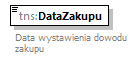 tns:DataZakupu
Data wystawienia dowodu
zakupu